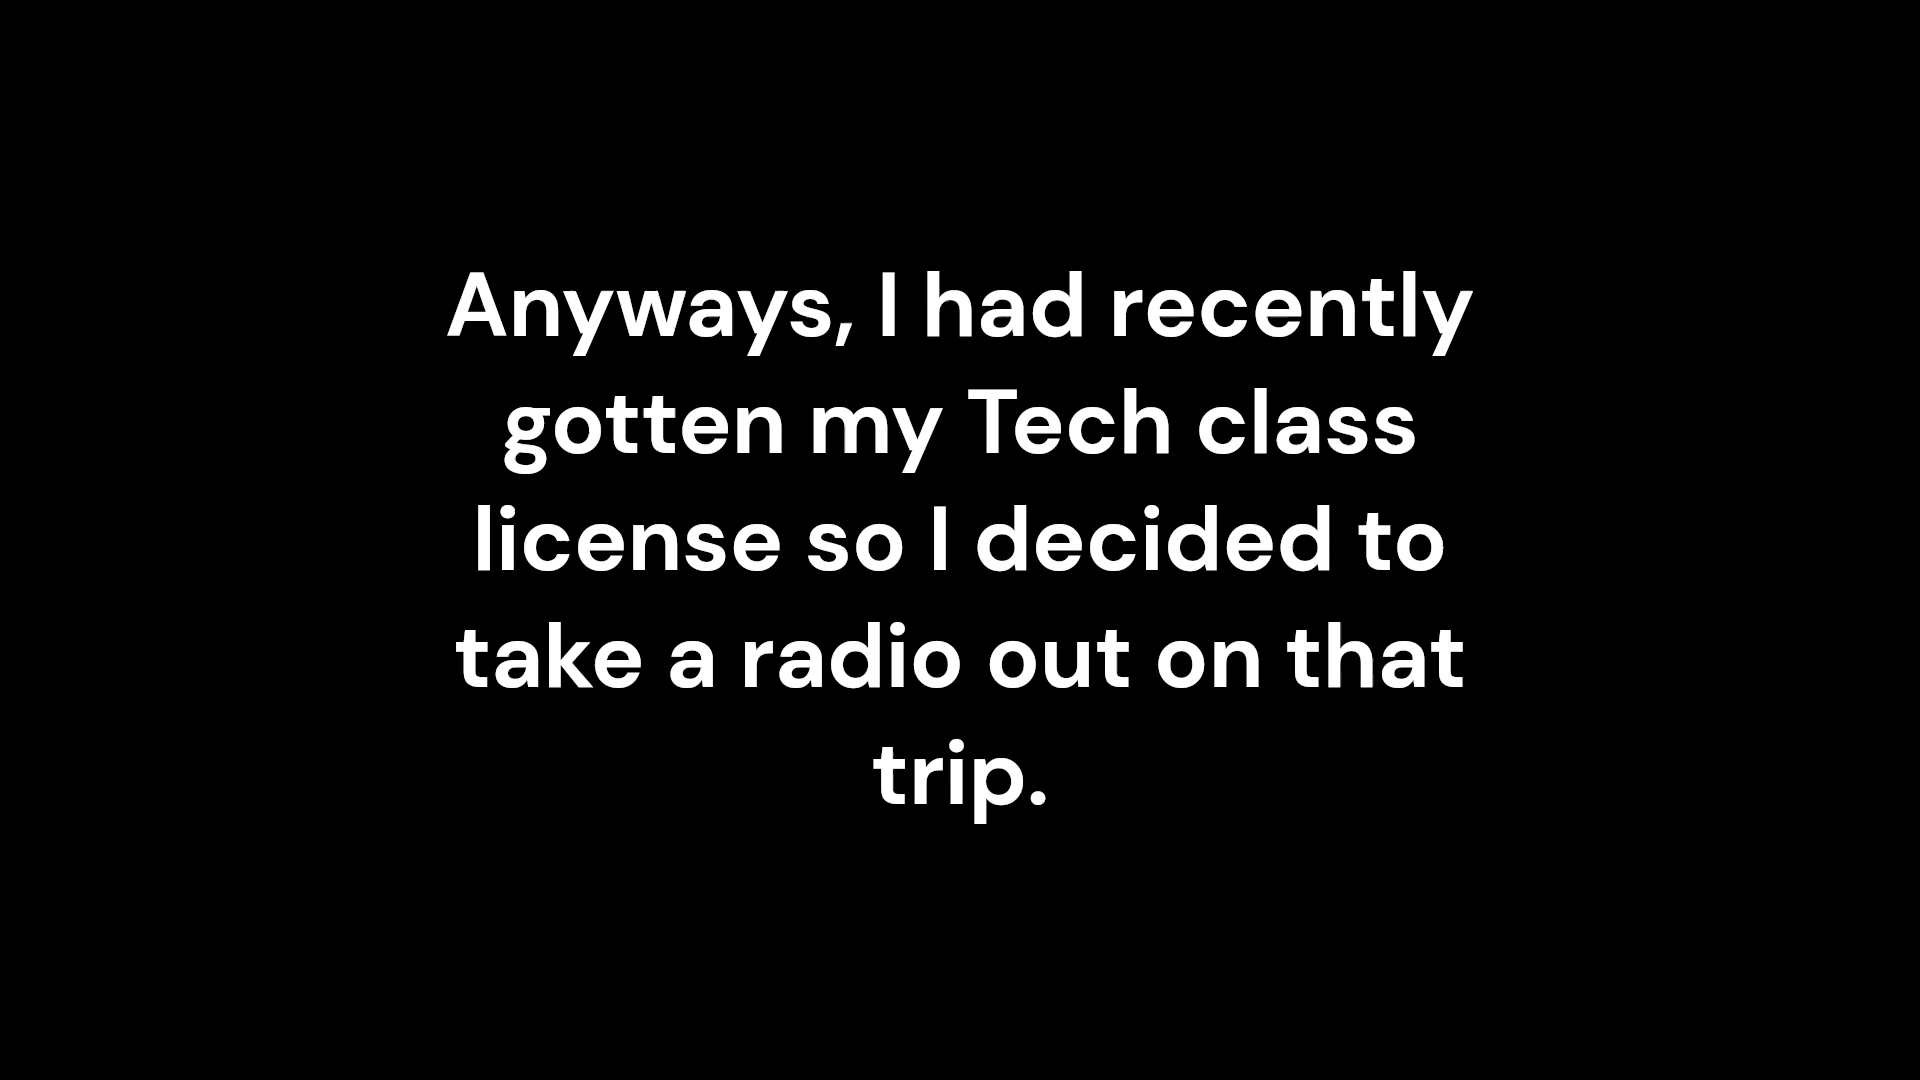 Anyways, I had recently
gotten my Tech class
license so I decided to
take a radio out on that
trip.